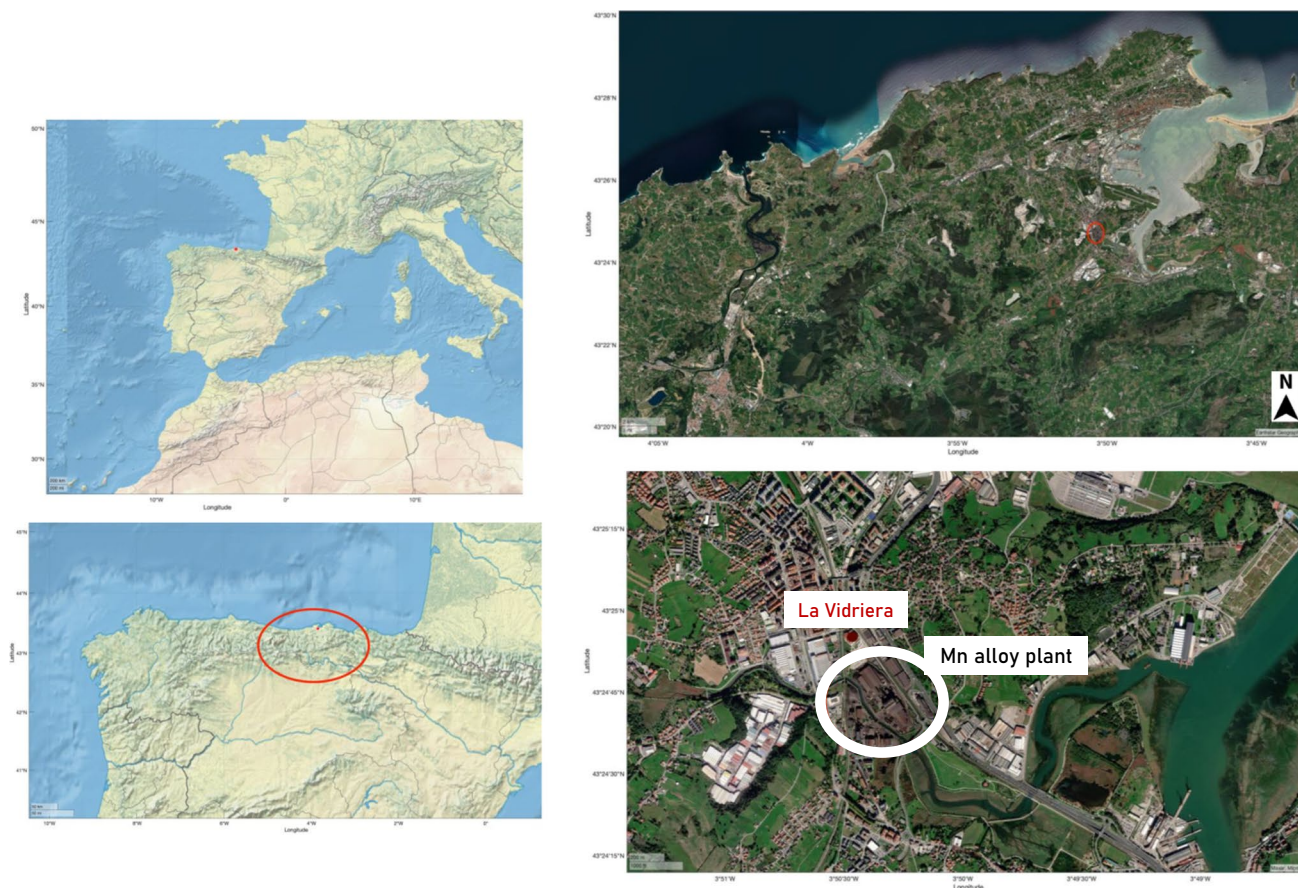 50°N
45°N
40°N
35°N
30°N
Latitude
10°W
0°
10°E
Longitude
45°N
44°N
43°N
42°N
41°N
Latitude
10°W
8°W
6°W
4°W
2°W
0°
Longitude
43°30'N
43°28'N
43°26'N
43°24'N
43°22'N
43°20'N
Latitude
N
4°05'W
4°W
3°55'W
3°50'W
3°45'W
Longitude
43°25'15"N
43°25'N
43°24'45"N
43°24'30"N
43°24'15"N
Latitude
La Vidriera
Mn alloy plant
3°51'W
3°50'30"W
3°50'W
3°49'30"W
3°49'W
Longitude